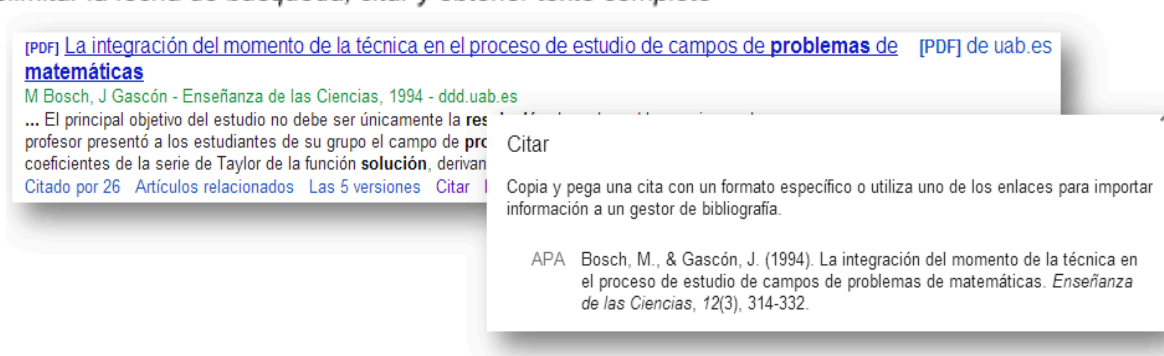 [PDF] La integración del momento de la técnica en el proceso de estudio de campos de problemas de [PDF] de uab.es
matemáticas
M Bosch, J Gascón - Enseñanza de las Ciencias, 1994 - ddd.uab.es
... El principal objetivo del estudio no debe ser únicamente la
profesor presentó a los estudiantes de su grupo el campo de
coeficientes de la serie de Taylor de la función solución,
Citado por 26 Artículos relacionados Las 5 versiones Citar
Citar
Copia y pega una cita con un formato específico o utiliza uno de los enlaces para importar
información a un gestor de bibliografía.
APA Bosch, M., & Gascón, J. (1994). La integración del momento de la técnica en
el proceso de estudio de campos de problemas de matemáticas. Enseñanza
de las Ciencias, 12(3), 314-332.